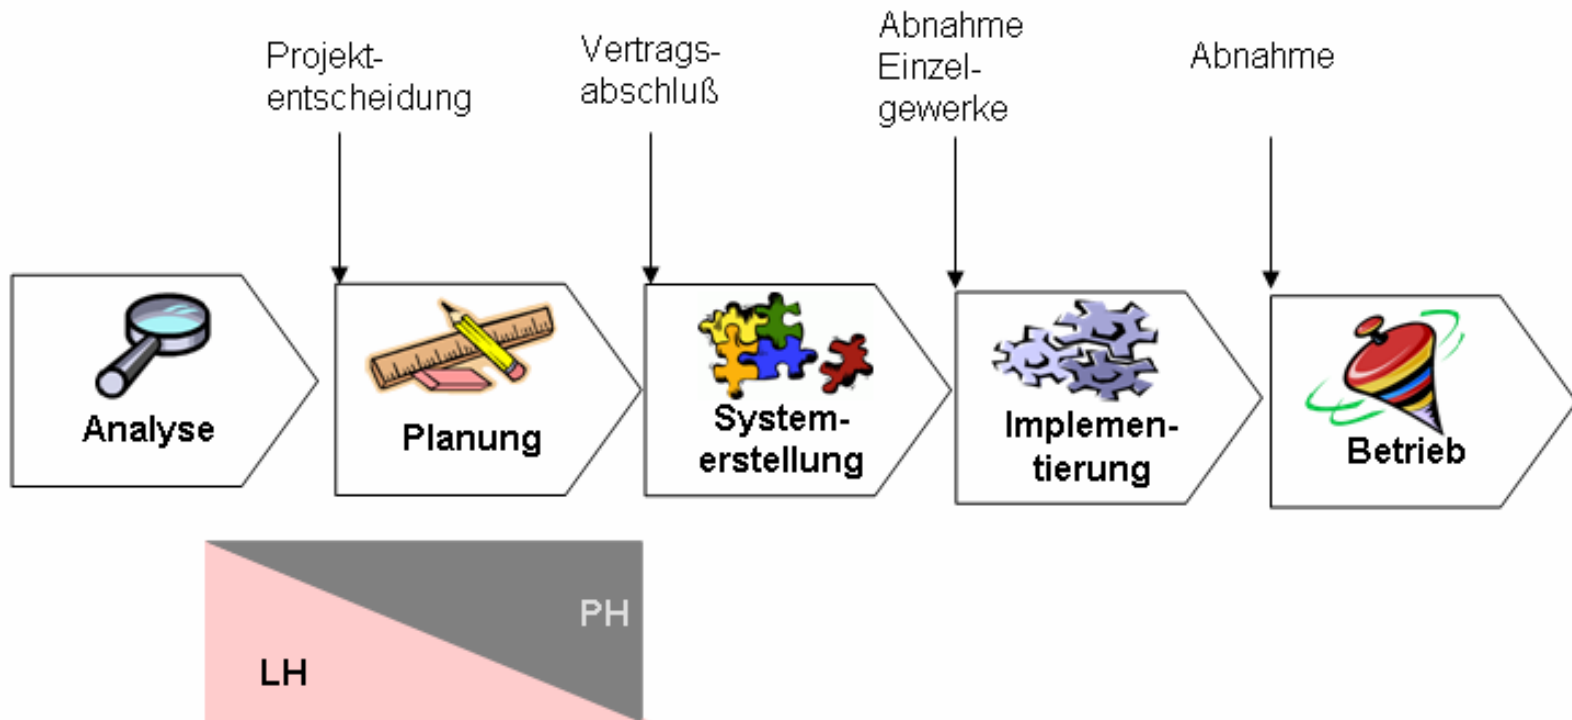 Projekt-
entscheidung
Vertrags-
abschluß
Abnahme
Einzel-
gewerke
Abnahme
Analyse
Planung
System-
erstellung
Implemen-
tierung
Betrieb
PH
LH